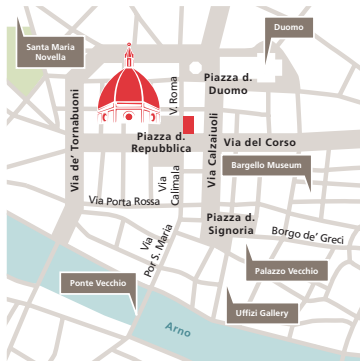 Duomo
Santa Maria
Novella
Piazza d.
Duomo
V. Roma
Via de' Tornabuoni
Piazza d.
Repubblica
Via Calzaiuoli
Via del Corso
Bargello Museum
Via
Calimala
Via Porta Rossa
Piazza d.
Signoria
Borgo de' Greci
Via
Por S. Maria
Palazzo Vecchio
Ponte Vecchio
Uffizi Gallery
Arno